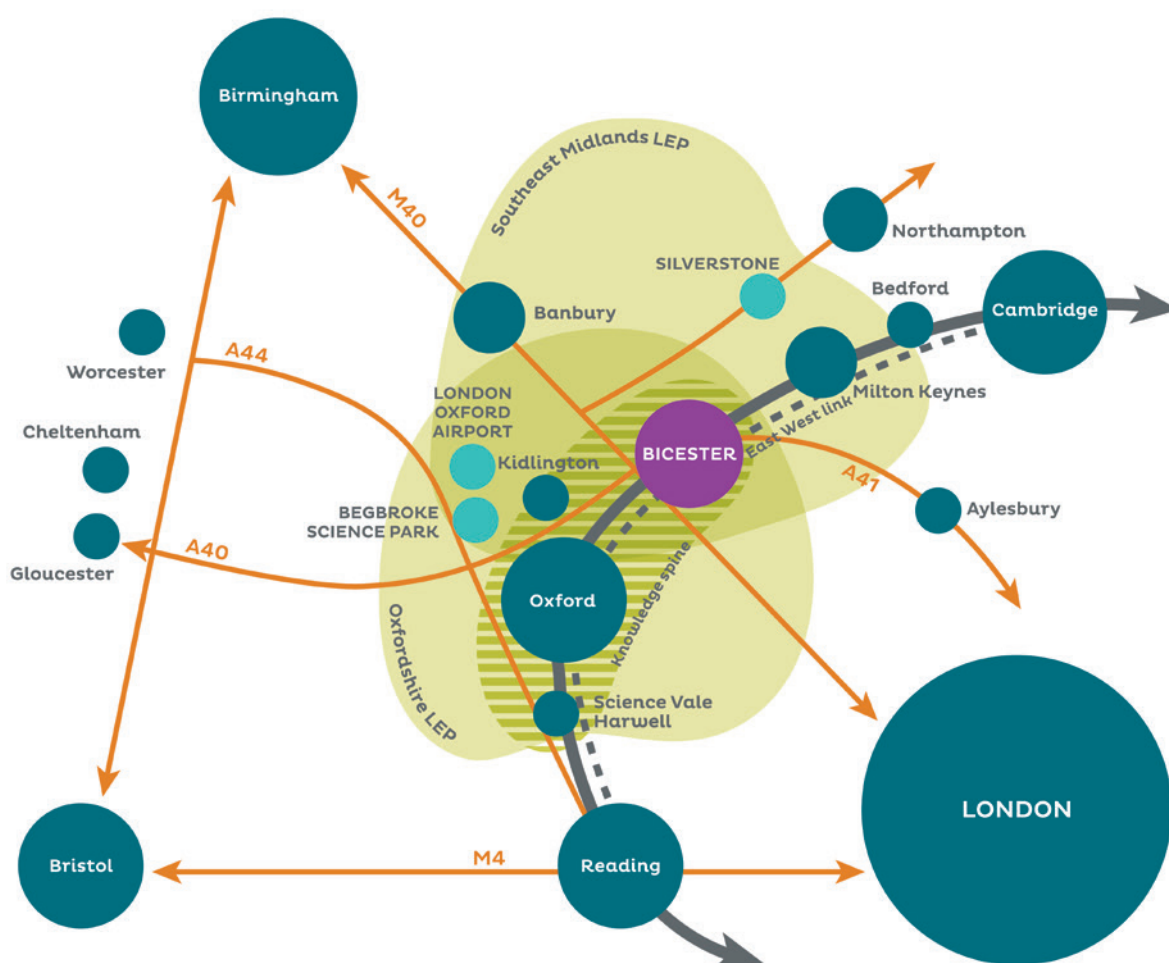 Birmingham
Southeast Midlands LEP
M40
Northampton
SILVERSTONE
Bedford
Cambridge
Banbury
Worcester
A44
LONDON
OXFORD
AIRPORT
Milton Keynes
East West link
Cheltenham
Kidlington
BICESTER
A41
BEGBROKE
SCIENCE PARK
Aylesbury
Gloucester
A40
Oxford
Knowledge spine
Oxfordshire LEP
Science Vale
Harwell
LONDON
Bristol
M4
Reading